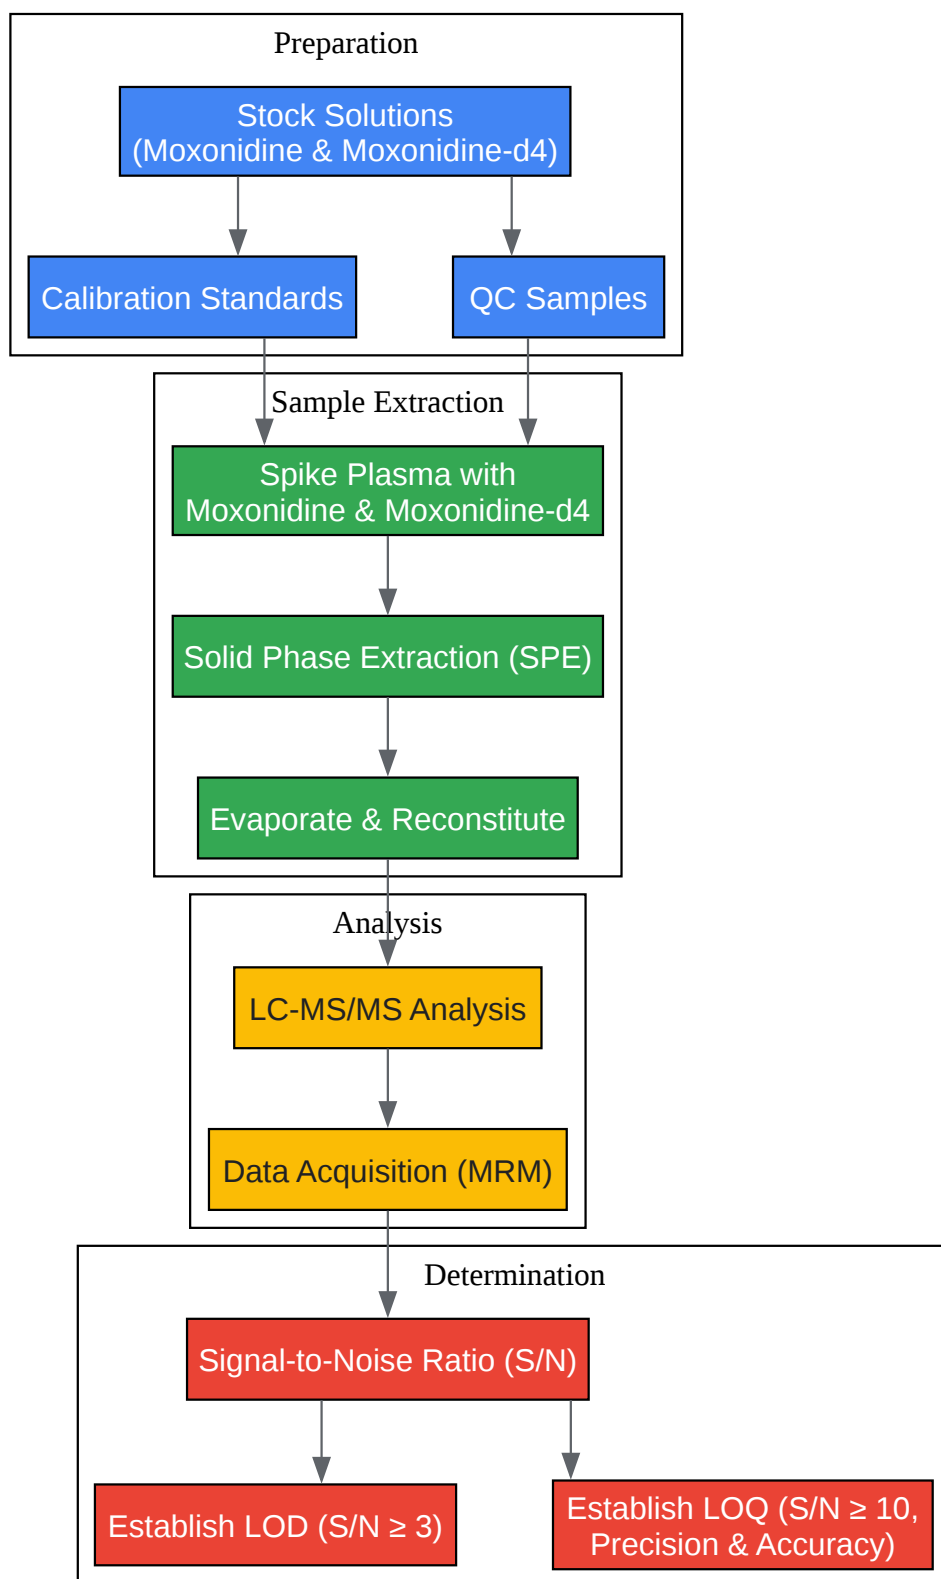 Preparation
Stock Solutions
(Moxonidine & Moxonidine-d4)
Calibration Standards
QC Samples
Sample Extraction
Spike Plasma with
Moxonidine & Moxonidine-d4
Solid Phase Extraction (SPE)
Evaporate & Reconstitute
Analysis
LC-MS/MS Analysis
Data Acquisition (MRM)
Determination
Signal-to-Noise Ratio (S/N)
Establish LOD (S/N ≥ 3)
Establish LOQ (S/N ≥ 10,
Precision & Accuracy)